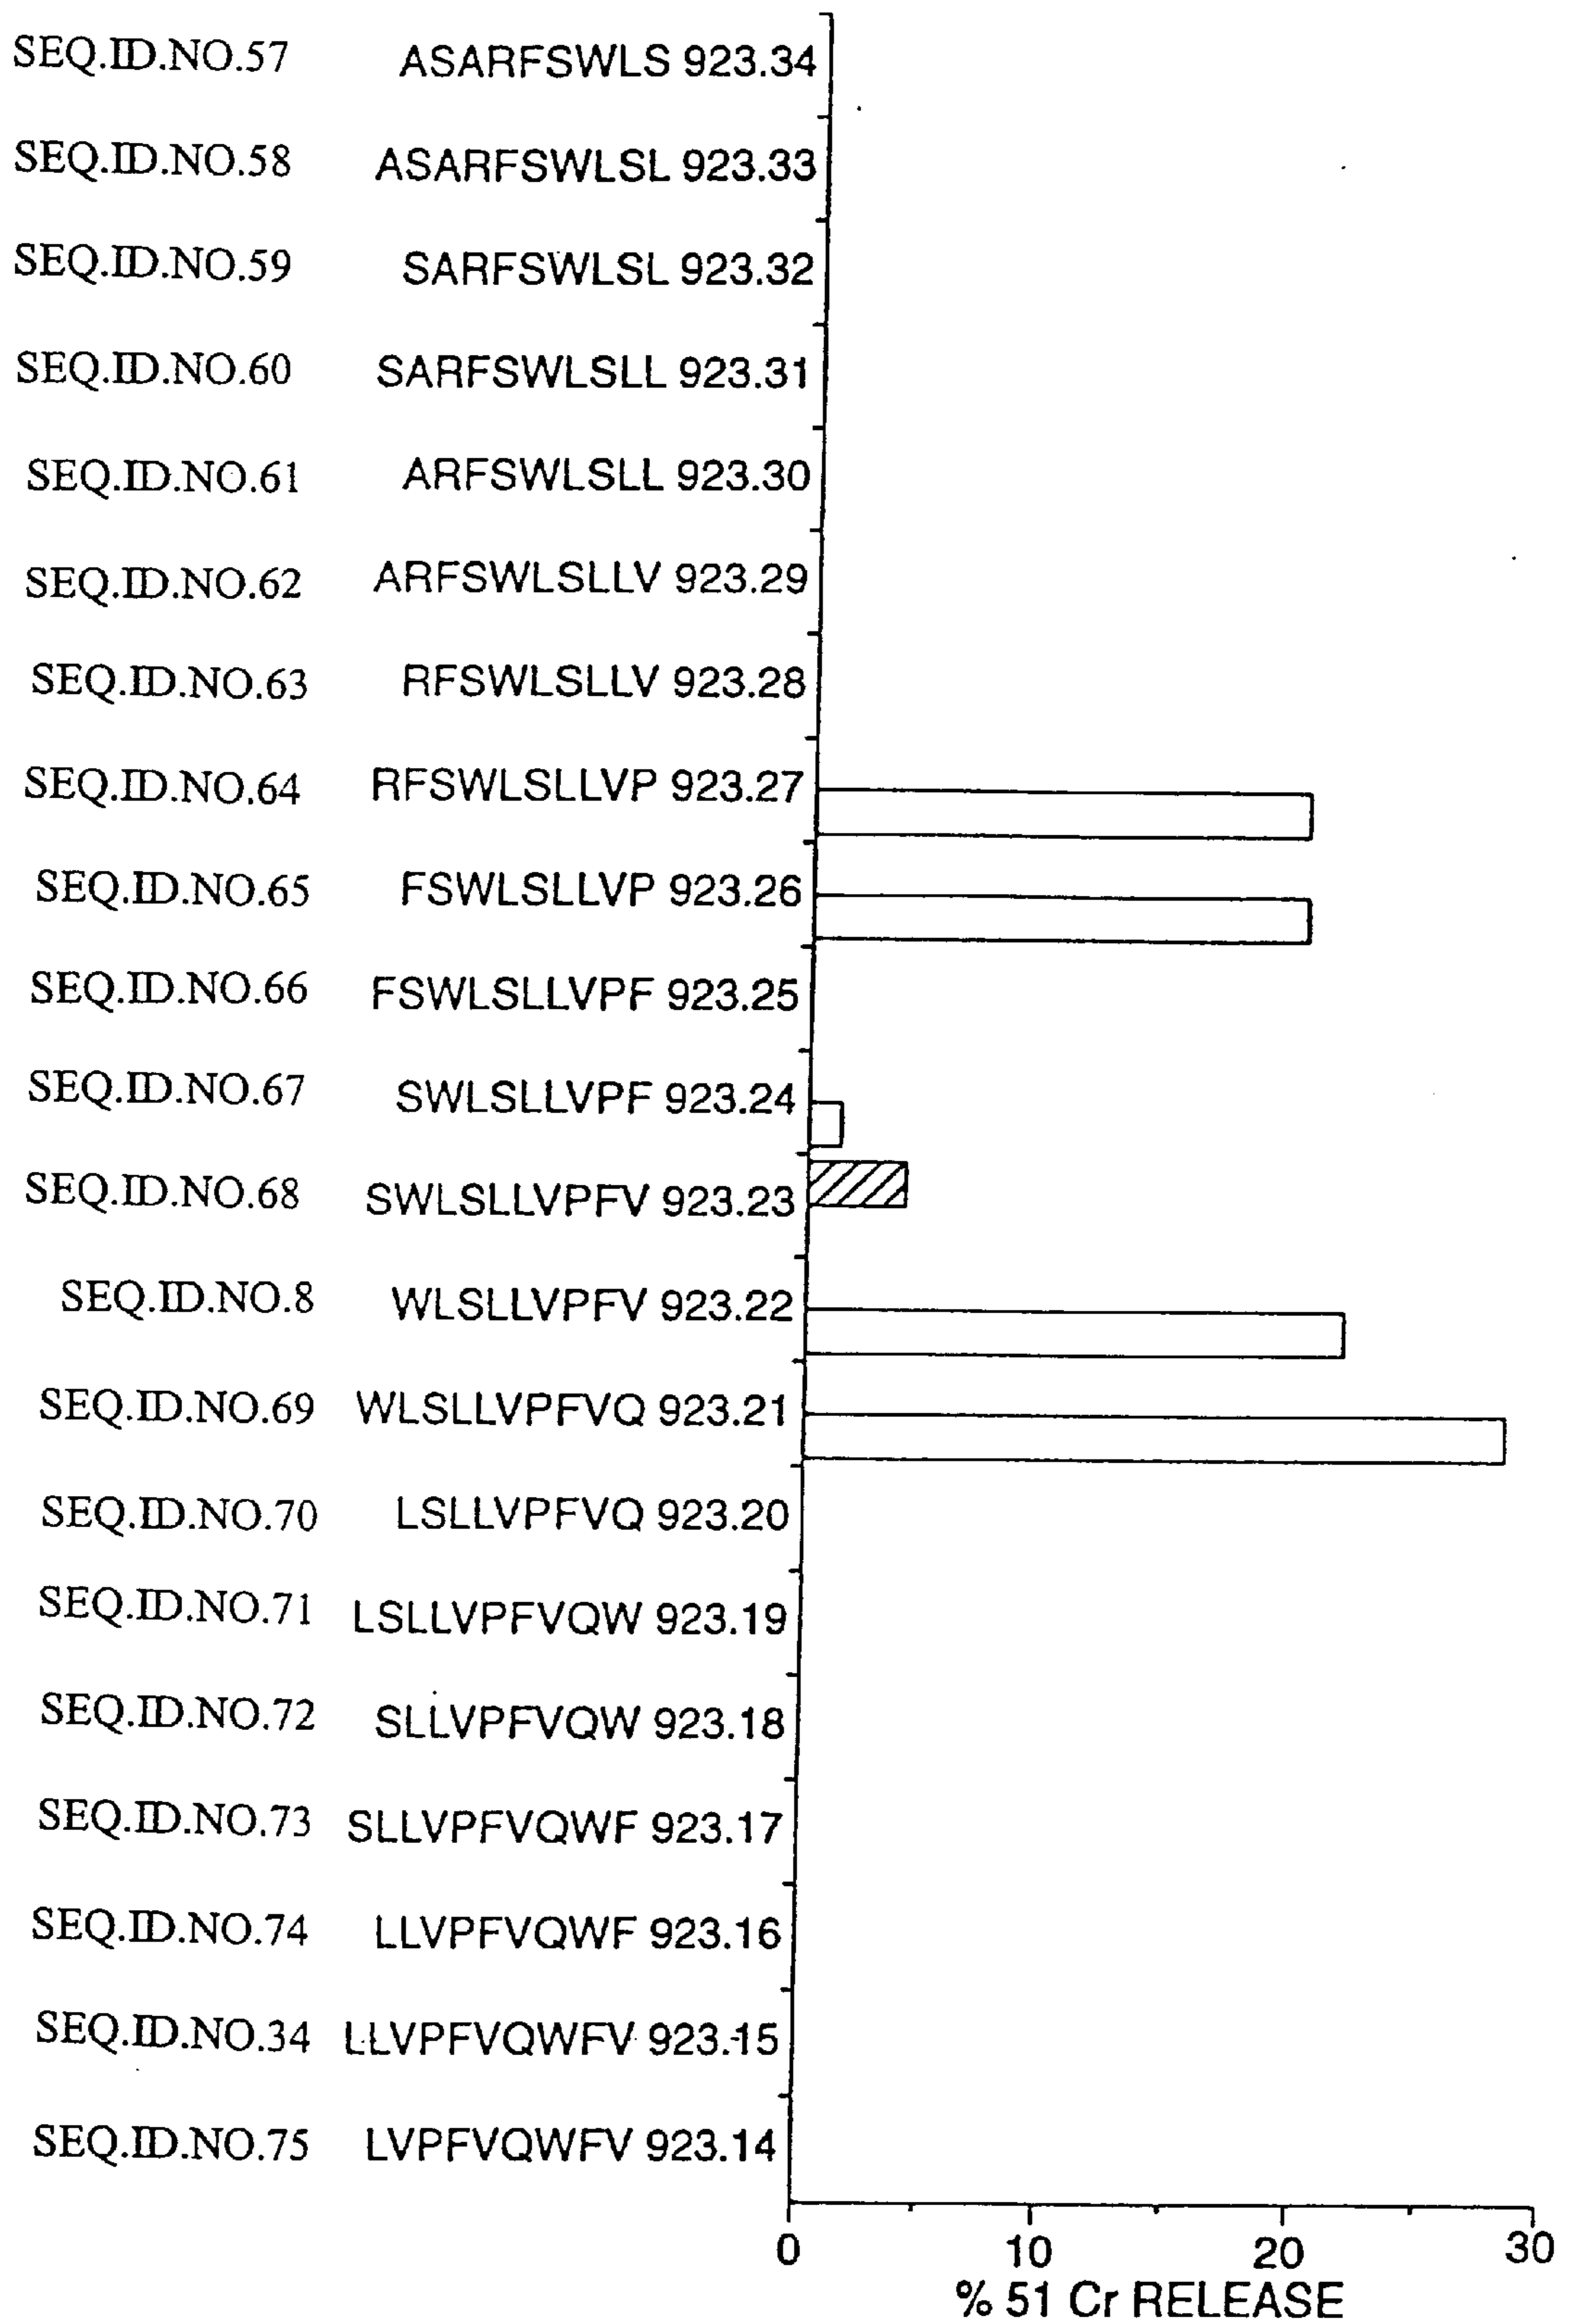 SEQ.ID.NO.57 ASARFSWLS 923.34
SEQ.ID.NO.58 ASARFSWLSL 923.33
SEQ.ID.NO.59 SARFSWLSL 923.32
SEQ.ID.NO.60 SARFSWLSLL 923.31
SEQ.ID.NO.61 ARFSWLSLL 923.30
SEQ.ID.NO.62 ARFSWLSLLV 923.29
SEQ.ID.NO.63 RFSWLSLLV 923.28
SEQ.ID.NO.64 RFSWLSLLVP 923.27
SEQ.ID.NO.65 FSWLSLLVP 923.26
SEQ.ID.NO.66 FSWLSLLVPF 923.25
SEQ.ID.NO.67 SWLSLLVPF 923.24
SEQ.ID.NO.68 SWLSLLVPFV 923.23
SEQ.ID.NO.8 WLSLLVPFV 923.22
SEQ.ID.NO.69 WLSLLVPFVQ 923.21
SEQ.ID.NO.70 LSLLVPFVQ 923.20
SEQ.ID.NO.71 LSLLVPFVQW 923.19
SEQ.ID.NO.72 SLLVPFVQW 923.18
SEQ.ID.NO.73 SLLVPFVQWF 923.17
SEQ.ID.NO.74 LLVPFVQWF 923.16
SEQ.ID.NO.34 LLVPFVQWFV 923.15
SEQ.ID.NO.75 LVPFVQWFV 923.14
0 10 20 30
% 51 Cr RELEASE